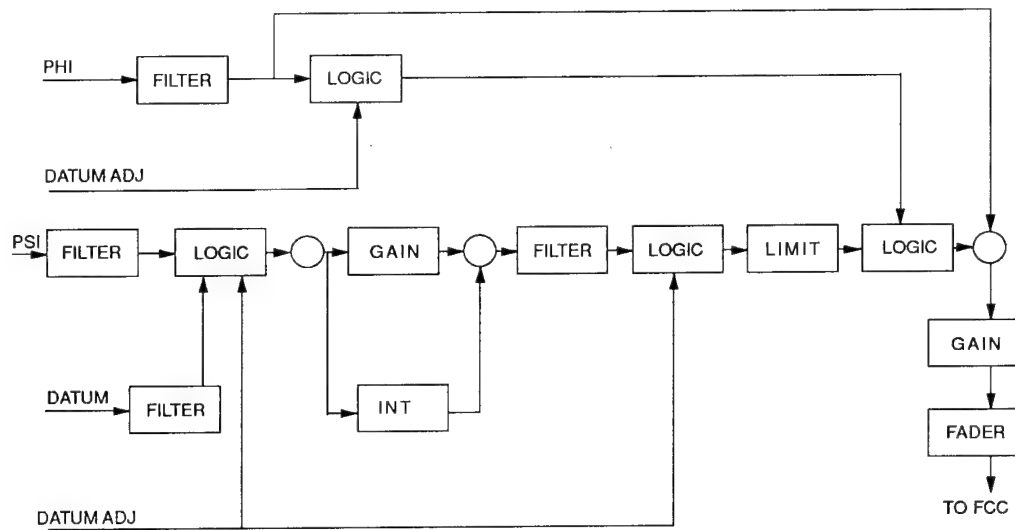 PHI
FILTER
LOGIC
DATUM ADJ
PSI
FILTER
LOGIC
GAIN
FILTER
LOGIC
LIMIT
LOGIC
GAIN
DATUM
FILTER
INT
FADER
DATUM ADJ
TO FCC